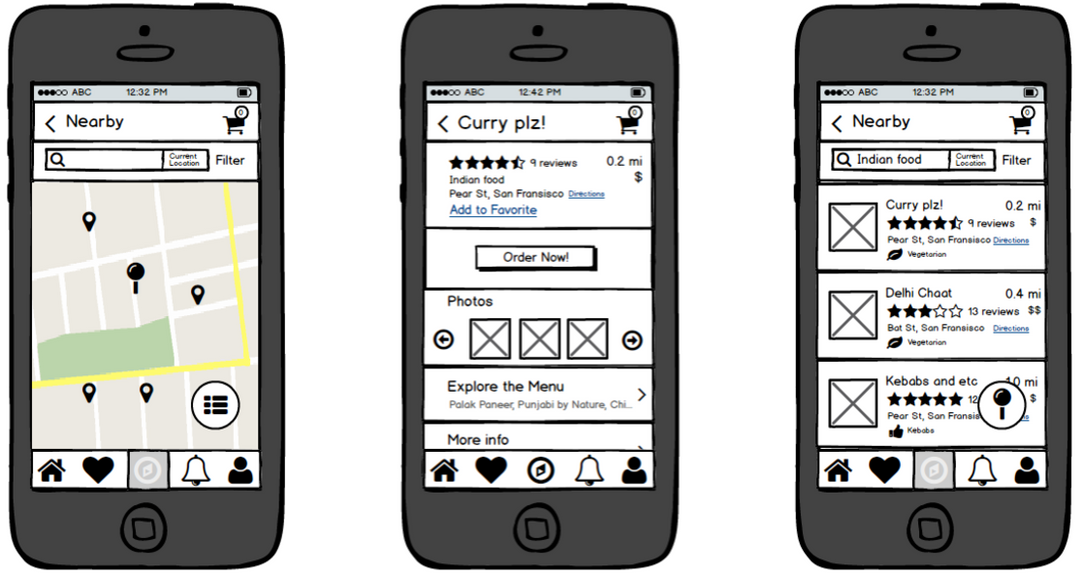 ABC 12:32 PM
Nearby 0
Current
Location
Filter
ABC 12:42 PM
Curry plz! 0
9 reviews 0.2 mi
Indian food $
Pear St, San Fransisco Directions
Add to Favorite
Order Now!
Photos
Explore the Menu
Palak Paneer, Punjabi by Nature, Chi...
More info
ABC 12:32 PM
Nearby 0
Indian food Current
Location
Filter
Curry plz! 0.2 mi
9 reviews $
Pear St, San Fransisco Directions
Vegetarian
Delhi Chaat 0.4 mi
13 reviews $$
Bat St, San Fransisco Directions
Vegetarian
Kebabs and etc mi
12 $
Pear St, San Fransis
Kebabs